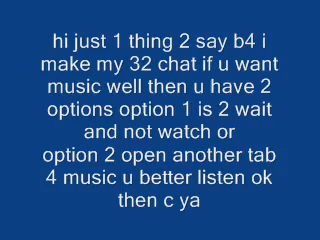 hi just 1 thing 2 say b4 i
make my 32 chat if u want
music well then u have 2
options option 1 is 2 wait
and not watch or
option 2 open another tab
4 music u better listen ok
then c ya